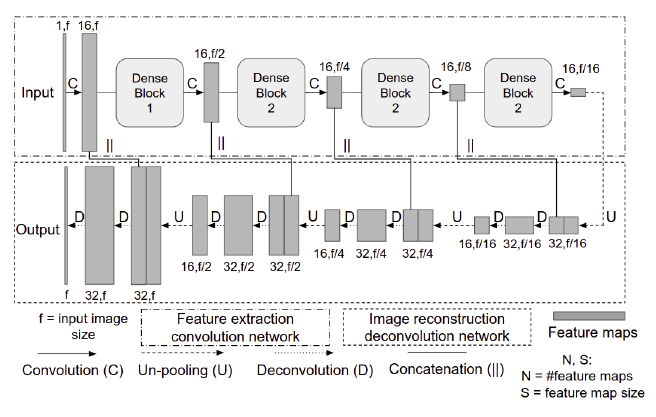 1,f 16,f 16,f/2 16,f/4 16,f/8 16,f/16
Input C Dense Block 1 C Dense Block 2 C Dense Block 2 C Dense Block 2 C
|| || || ||
Output D D U D D U D D U D D U
16,f/2 32,f/2 32,f/2 16,f/4 32,f/4 32,f/4 16,f/16 32,f/16 32,f/16
f 32,f 32,f
f = input image size
Feature extraction convolution network
Image reconstruction deconvolution network
Feature maps
Convolution (C) Un-pooling (U) Deconvolution (D) Concatenation (||)
N, S:
N = #feature maps
S = feature map size